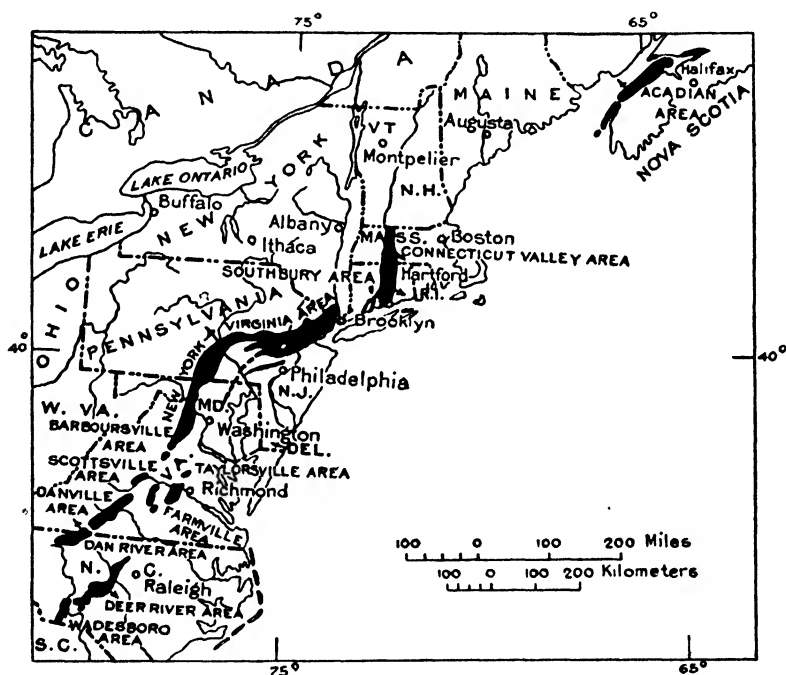 75°
65°
CANADA
MAINE
Halifax
ACADIAN
AREA
NOVA SCOTIA
VT
Augusta
Montpelier
LAKE ONTARIO
N.H.
Buffalo
NEW YORK
Albany
MASS.
Boston
LAKE ERIE
Ithaca
CONNECTICUT VALLEY AREA
SOUTHBURY AREA
Hartford
R.I.
OHIO
PENNSYLVANIA
NEW YORK VIRGINIA AREA
Brooklyn
40°
40°
Philadelphia
N.J.
W. VA.
MD.
BARBOURSVILLE
AREA
Washington
DEL.
SCOTTSVILLE
AREA
VA.
TAYLORSVILLE AREA
DANVILLE
AREA
Richmond
FARMVILLE
AREA
DAN RIVER AREA
100 0 100 200 Miles
100 0 100 200 Kilometers
N. C.
Raleigh
DEER RIVER AREA
WADESBORO
AREA
S.C.
75°
65°